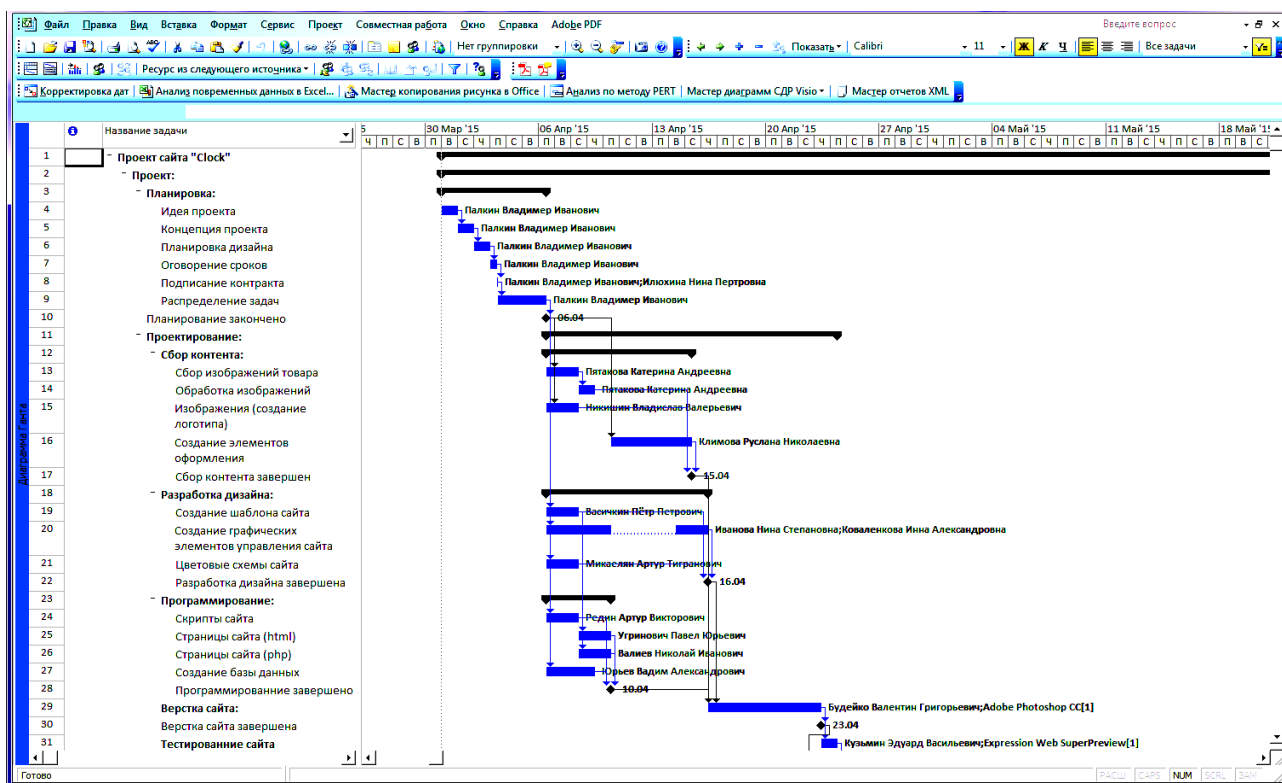 Файл Правка Вид Вставка Формат Сервис Проект Совместная работа Окно Справка Adobe PDF Введите вопрос
Нет группировки Показать Calibri 11 Ж К Ч Все задачи
Ресурс из следующего источника
Корректировка дат Анализ повременных данных в Excel... Мастер копирования рисунка в Office Анализ по методу PERT Мастер диаграмм СДР Visio Мастер отчетов XML
Название задачи 5 30 Мар '15 06 Апр '15 13 Апр '15 20 Апр '15 27 Апр '15 04 Май '15 11 Май '15 18 Май '15
Ч П С В П В С Ч П С В П В С Ч П С В П В С Ч П С В П В С Ч П С В П В С Ч П С В П В С Ч П С В П В С Ч П С В П В С
1 Проект сайта "Clock"
2 Проект:
3 Планировка:
4 Идея проекта Палкин Владимер Иванович
5 Концепция проекта Палкин Владимер Иванович
6 Планировка дизайна Палкин Владимер Иванович
7 Оговорение сроков Палкин Владимер Иванович
8 Подписание контракта Палкин Владимер Иванович;Илюхина Нина Пертровна
9 Распределение задач Палкин Владимер Иванович
10 Планирование закончено 06.04
11 Проектирование:
12 Сбор контента:
13 Сбор изображений товара Пятакова Катерина Андреевна
14 Обработка изображений Пятакова Катерина Андреевна
15 Изображения (создание Никишин Владислав Валерьевич
логотипа)
16 Создание элементов Климова Руслана Николаевна
оформления
17 Сбор контента завершен 15.04
18 Разработка дизайна:
19 Создание шаблона сайта Васичкин Пётр Петрович
20 Создание графических Иванова Нина Степановна;Коваленкова Инна Александровна
элементов управления сайта
21 Цветовые схемы сайта Микаелян Артур Тигранович
22 Разработка дизайна завершена 16.04
23 Программирование:
24 Скрипты сайта Редин Артур Викторович
25 Страницы сайта (html) Угринович Павел Юрьевич
26 Страницы сайта (php) Валиев Николай Иванович
27 Создание базы данных Юрьев Вадим Александрович
28 Программированние завершено 10.04
29 Верстка сайта: Будейко Валентин Григорьевич;Adobe Photoshop CC[1]
30 Верстка сайта завершена 23.04
31 Тестированние сайта Кузьмин Эдуард Васильевич;Expression Web SuperPreview[1]
Диаграмма Ганта
Готово РАСШ CAPS NUM SCRL ЗАМ